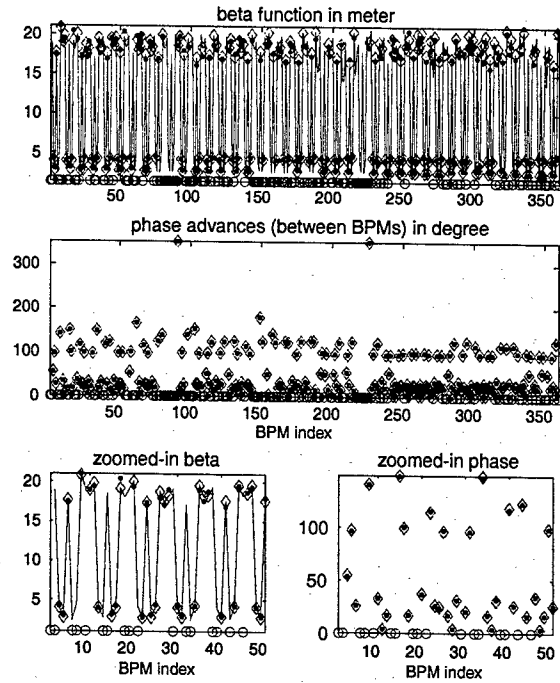 beta function in meter
20
15
10
5
50 100 150 200 250 300 350
phase advances (between BPMs) in degree
300
200
100
0
50 100 150 200 250 300 350
BPM index
zoomed-in beta
20
15
10
5
10 20 30 40 50
BPM index
zoomed-in phase
100
50
0
10 20 30 40 50
BPM index